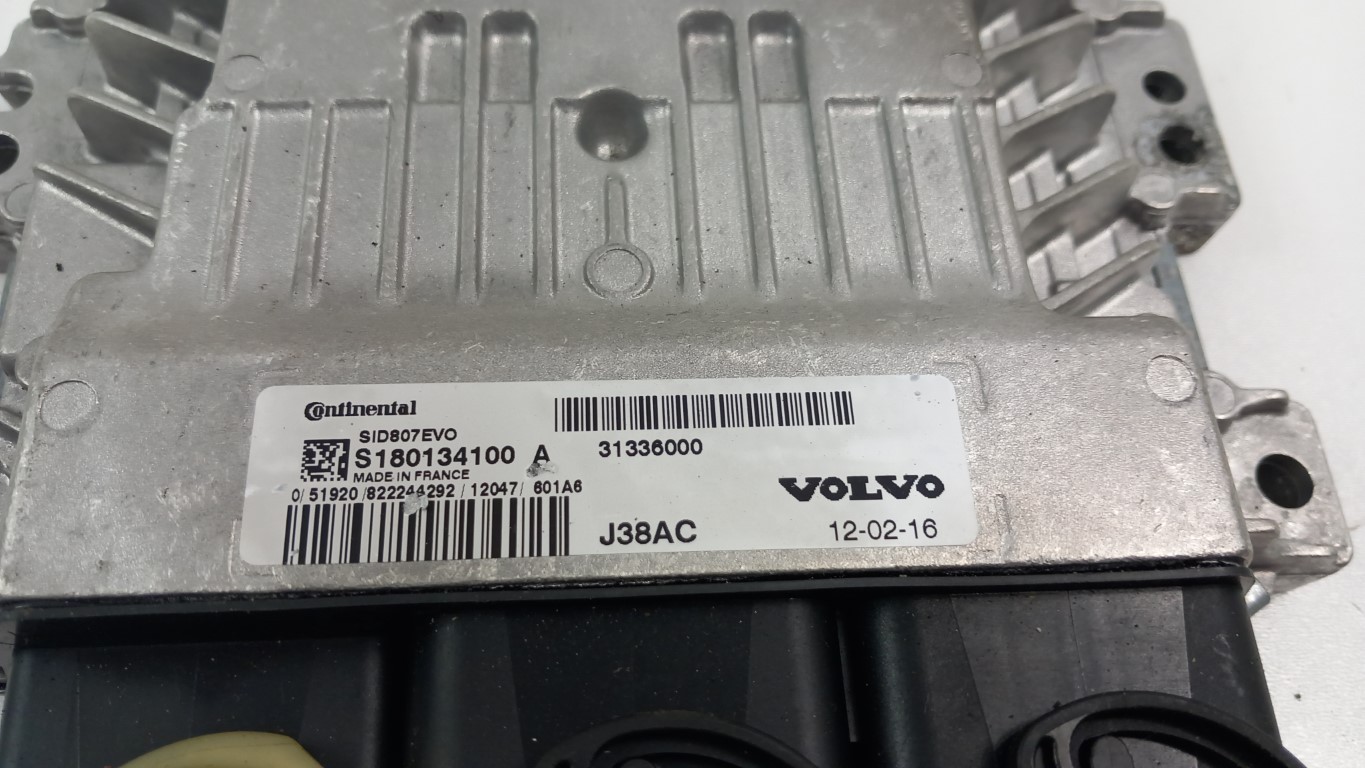 Continental
SID807EVO
S180134100 A
MADE IN FRANCE
31336000
0/ 51920 /822244292 / 12047/ 601A6
VOLVO
J38AC
12-02-16